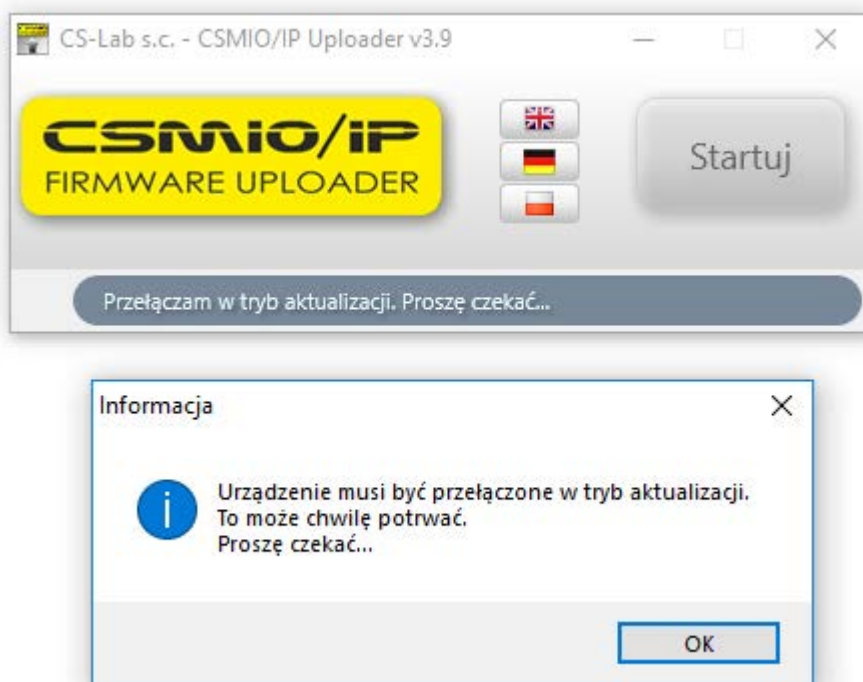 CS-Lab s.c. - CSMIO/IP Uploader v3.9
CSMIO/IP
FIRMWARE UPLOADER
Startuj
Przełączam w tryb aktualizacji. Proszę czekać...
Informacja
Urządzenie musi być przełączone w tryb aktualizacji.
To może chwilę potrwać.
Proszę czekać...
OK